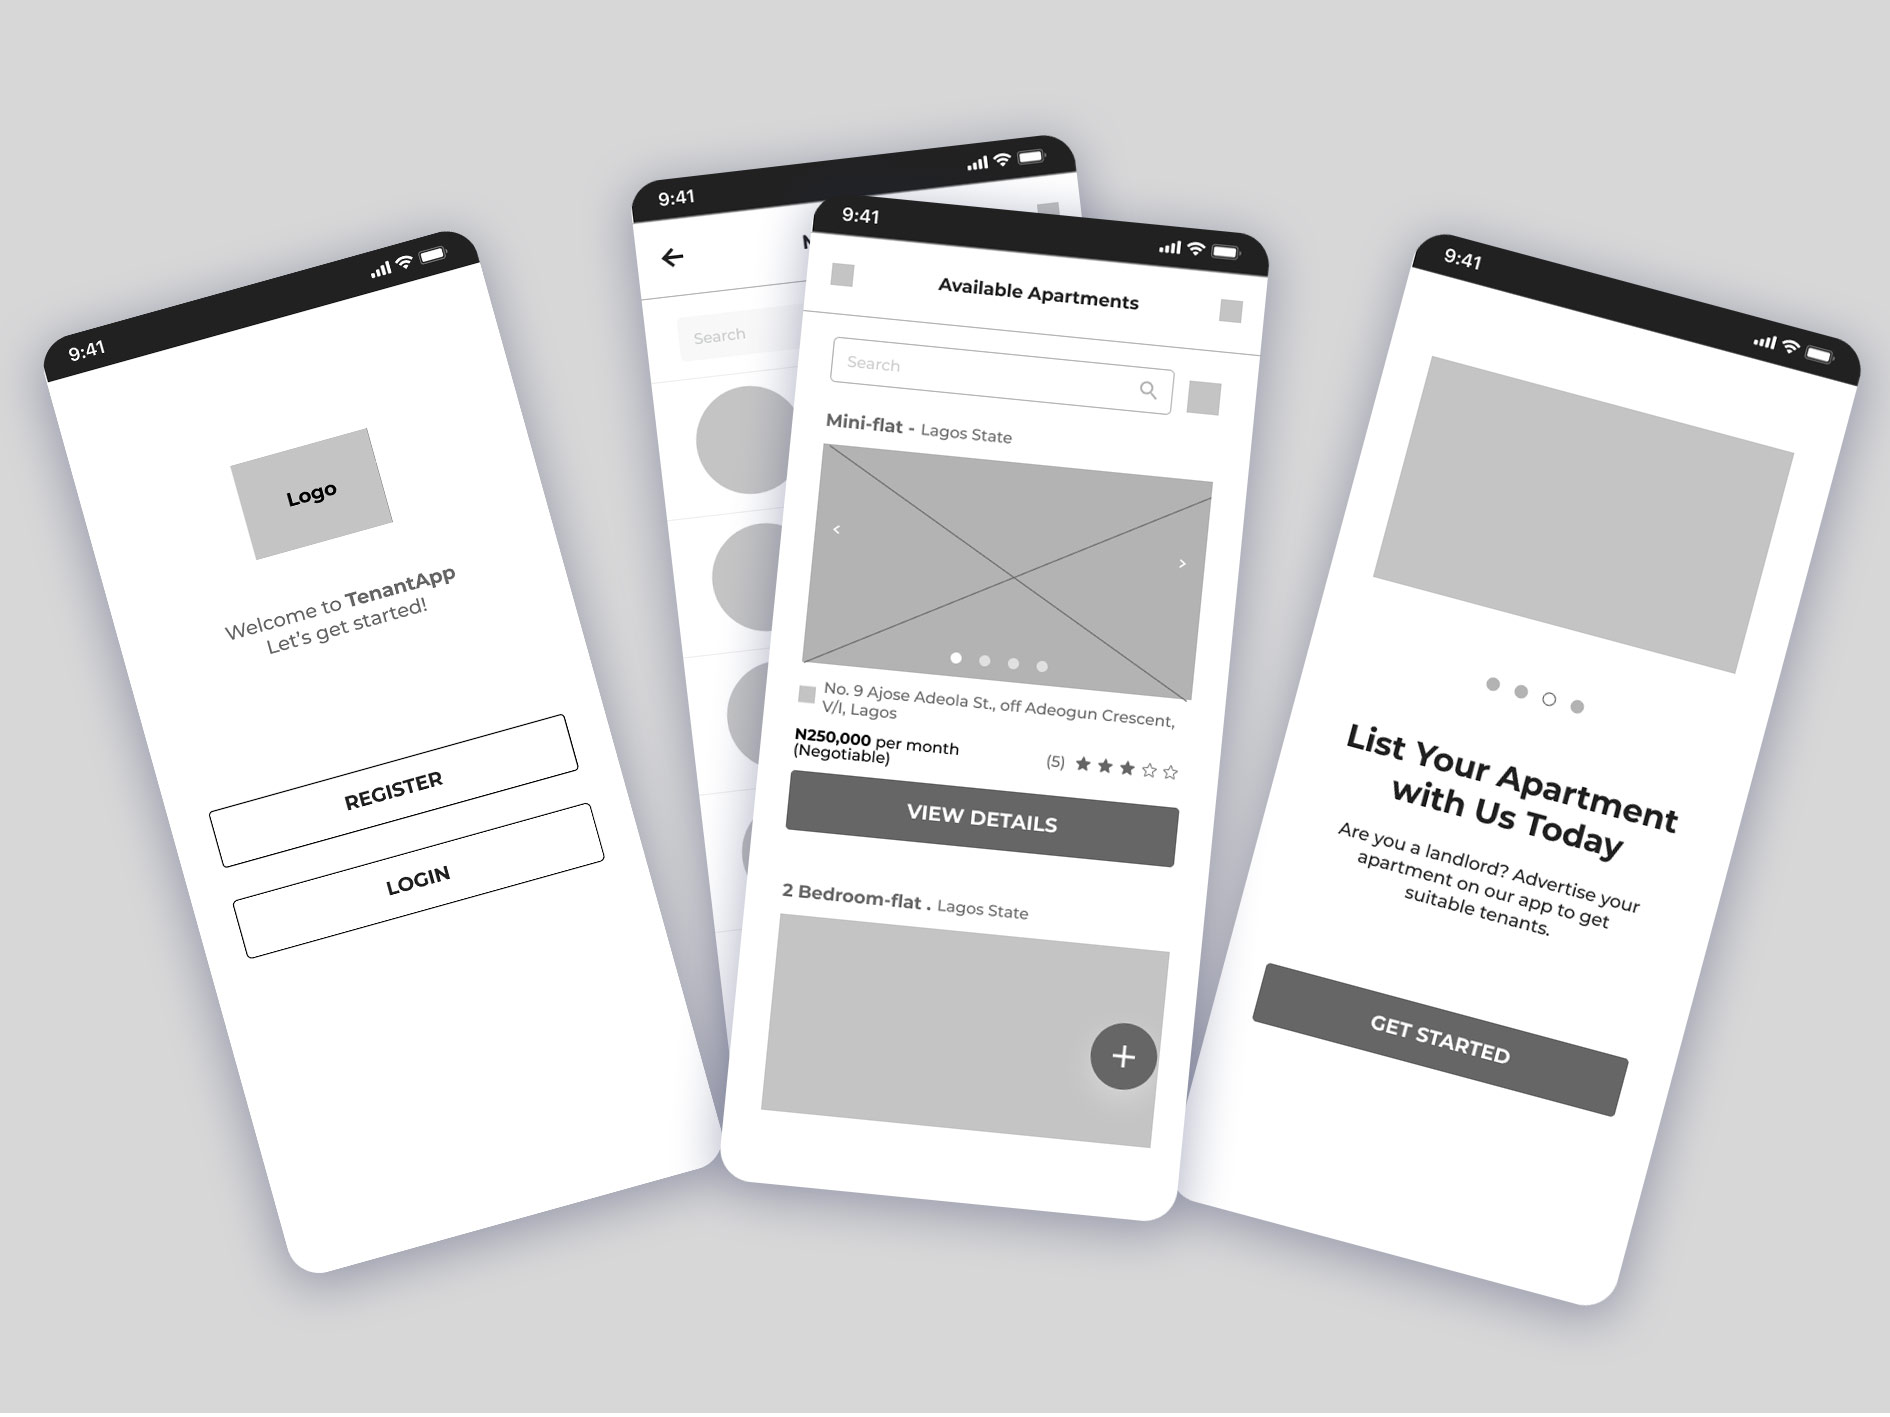 9:41
Logo
Welcome to TenantApp
Let's get started!
REGISTER
LOGIN
9:41
Search
9:41
Available Apartments
Search
Mini-flat - Lagos State
No. 9 Ajose Adeola St., off Adeogun Crescent,
V/I, Lagos
N250,000 per month
(Negotiable)
(5)
VIEW DETAILS
2 Bedroom-flat . Lagos State
9:41
List Your Apartment
with Us Today
Are you a landlord? Advertise your
apartment on our app to get
suitable tenants.
GET STARTED